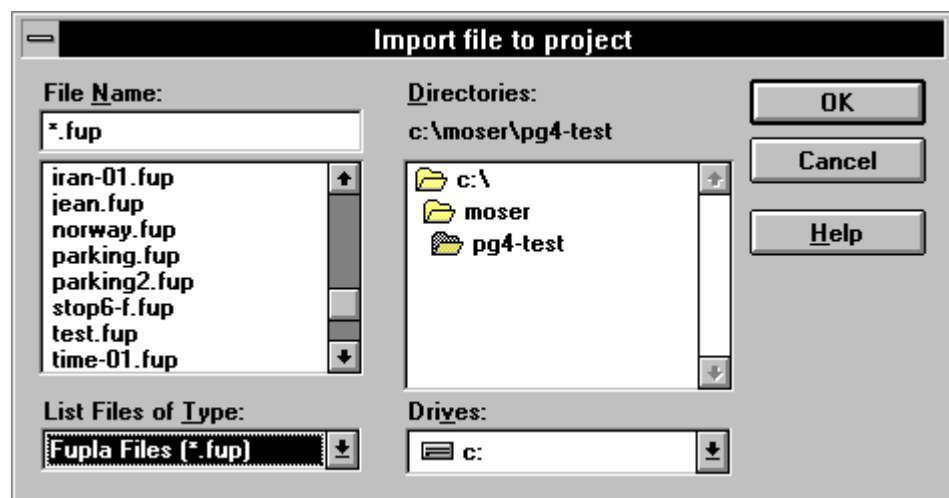 Import file to project
File Name:
*.fup
iran-01.fup
jean.fup
norway.fup
parking.fup
parking2.fup
stop6-f.fup
test.fup
time-01.fup
List Files of Type:
Fupla Files (*.fup)
Directories:
c:\moser\pg4-test
c:\
moser
pg4-test
Drives:
c:
OK
Cancel
Help